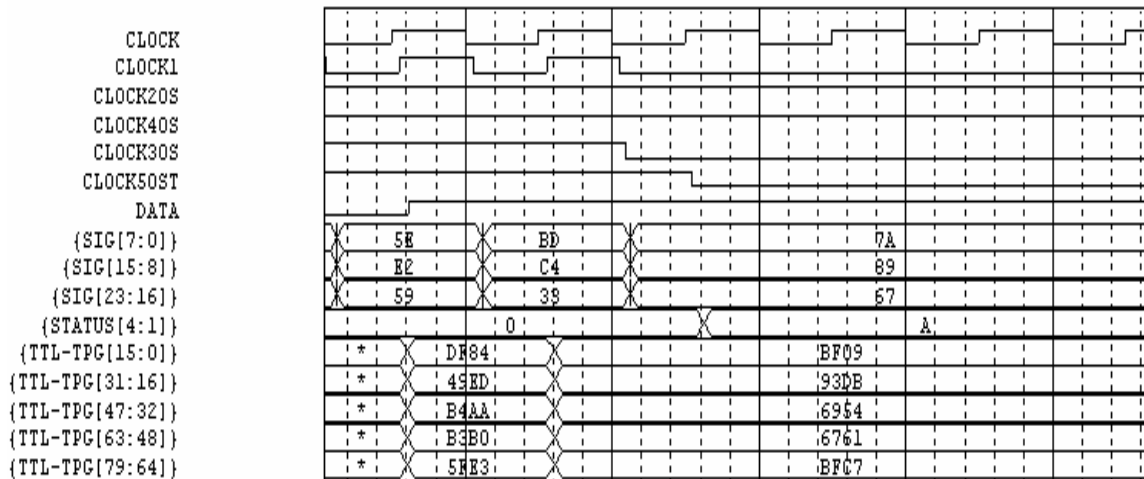 CLOCK
CLOCK1
CLOCK20S
CLOCK40S
CLOCK30S
CLOCK50ST
DATA
{SIG[7:0]} 5E BD 7A
{SIG[15:8]} E2 C4 89
{SIG[23:16]} 59 33 67
{STATUS[4:1]} 0 A
{TTL-TPG[15:0]} * DF84 BF09
{TTL-TPG[31:16]} * 49ED 93DB
{TTL-TPG[47:32]} * B4AA 6954
{TTL-TPG[63:48]} * B3B0 6761
{TTL-TPG[79:64]} * 5FE3 BFC7